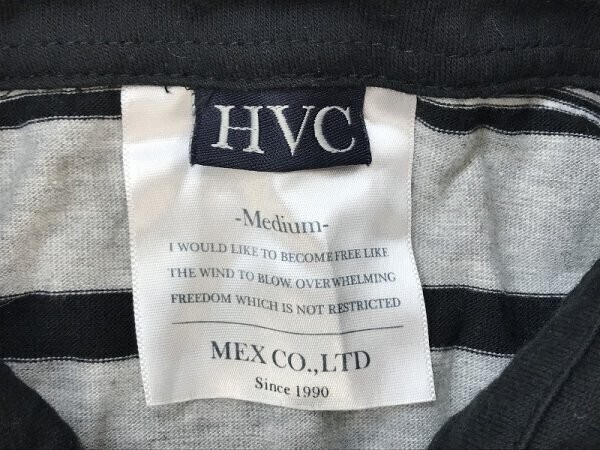 HVC
-Medium-
I WOULD LIKE TO BECOME FREE LIKE
THE WIND TO BLOW. OVERWHELMING
FREEDOM WHICH IS NOT RESTRICTED
MEX CO.,LTD
Since 1990